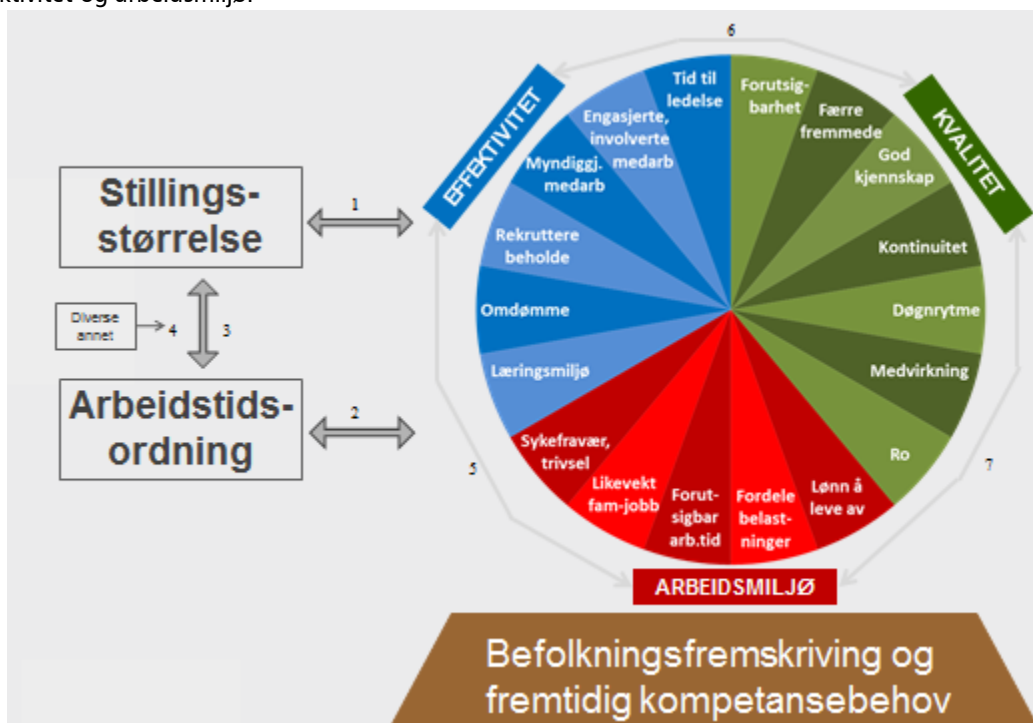 ktivitet og arbeidsmiljø.
6
EFFEKTIVITET
KVALITET
Tid til
ledelse
Forutsig-
barhet
Engasjerte,
involverte
medarb
Færre
fremmede
Myndiggj.
medarb
God
kjennskap
Rekruttere
beholde
Kontinuitet
Omdømme
Døgnrytme
Læringsmiljø
Medvirkning
Sykefravær,
trivsel
Ro
Likevekt
fam-jobb
Forut-
sigbar
arb.tid
Fordele
belast-
ninger
Lønn å
leve av
ARBEIDSMILJØ
Stillings-
størrelse
1
Diverse
annet
4
3
Arbeidstids-
ordning
2
5
7
Befolkningsfremskriving og
fremtidig kompetansebehov